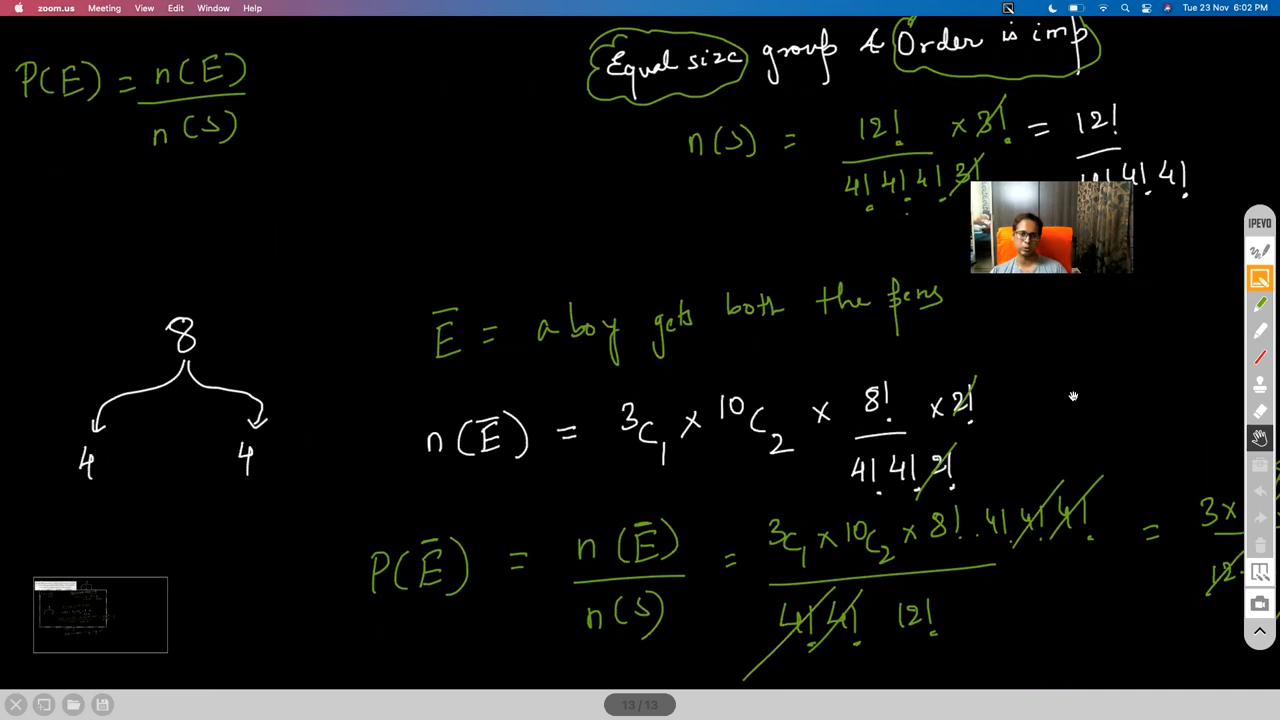 zoom.us Meeting View Edit Window Help Tue 23 Nov 6:02 PM
Equal size group & Order is imp
P(E) = n(E) / n(S)
n(S) = 12! / 4! 4! 4! 3! × 3! = 12! / 4! 4! 4!
IPEVO
Ē = a boy gets both the pens
8
4 4
n(Ē) = ³C₁ × ¹⁰C₂ × 8! / 4! 4! 2! × 2!
P(Ē) = n(Ē) / n(S) = ³C₁ × ¹⁰C₂ × 8! . 4! 4! 4! / 4! 4! 12! = 3 × / 12.
13 / 13